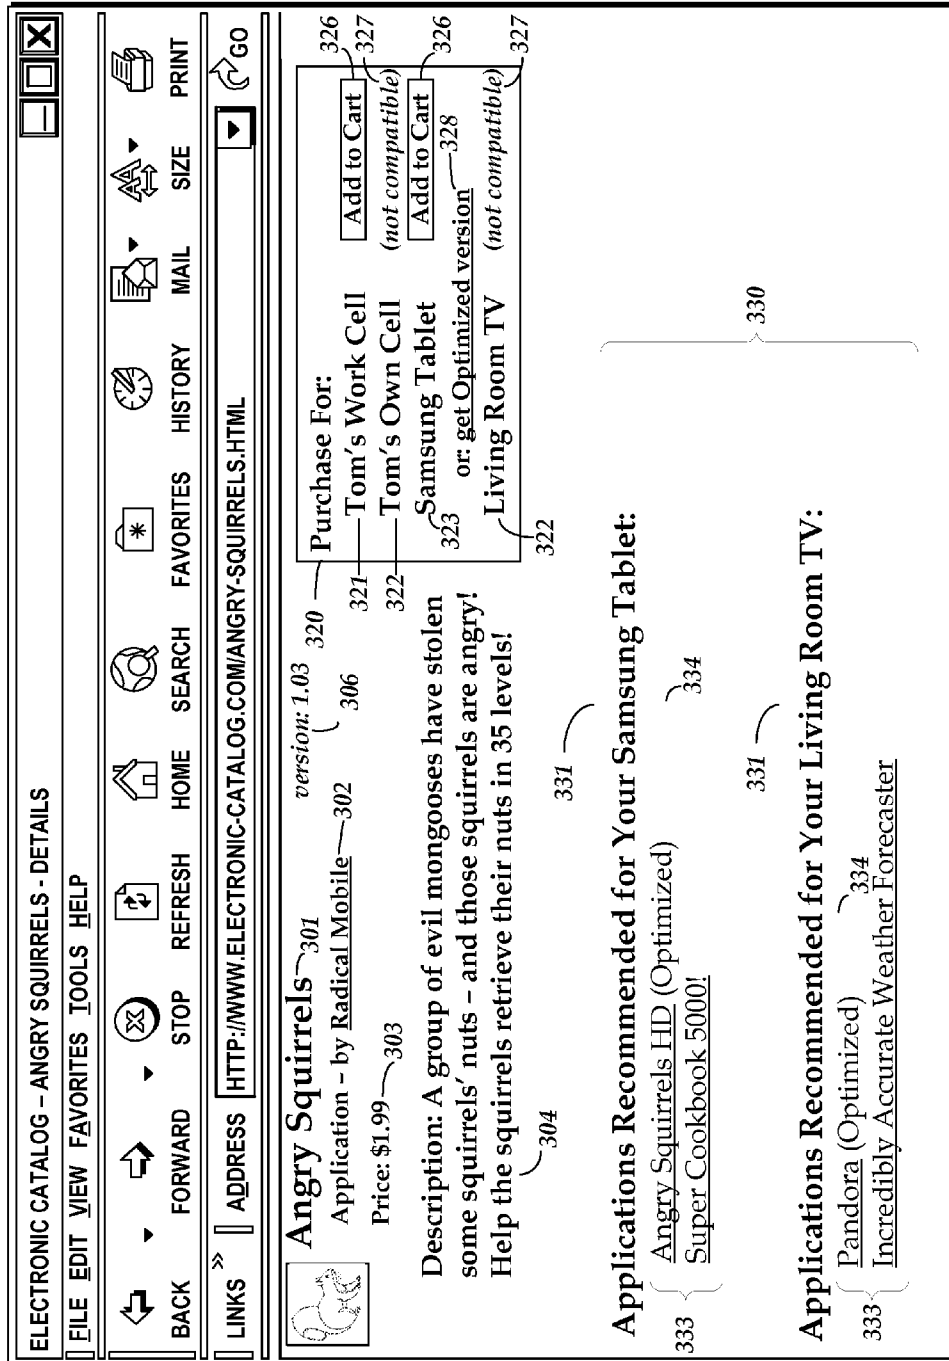 ELECTRONIC CATALOG – ANGRY SQUIRRELS - DETAILS
FILE EDIT VIEW FAVORITES TOOLS HELP
BACK FORWARD STOP REFRESH HOME SEARCH FAVORITES HISTORY MAIL SIZE PRINT
LINKS » ADDRESS HTTP://WWW.ELECTRONIC-CATALOG.COM/ANGRY-SQUIRRELS.HTML GO
Angry Squirrels 301
version: 1.03
306
Application – by Radical Mobile 302
Price: $1.99 303
Description: A group of evil mongooses have stolen
some squirrels' nuts – and those squirrels are angry!
Help the squirrels retrieve their nuts in 35 levels!
304
320
Purchase For:
321 Tom's Work Cell Add to Cart 326
322 Tom's Own Cell (not compatible) 327
Samsung Tablet Add to Cart 326
323
or: get Optimized version 328
Living Room TV (not compatible) 327
322
331
Applications Recommended for Your Samsung Tablet:
334
Angry Squirrels HD (Optimized)
Super Cookbook 5000!
333
330
331
Applications Recommended for Your Living Room TV:
334
Pandora (Optimized)
Incredibly Accurate Weather Forecaster
333